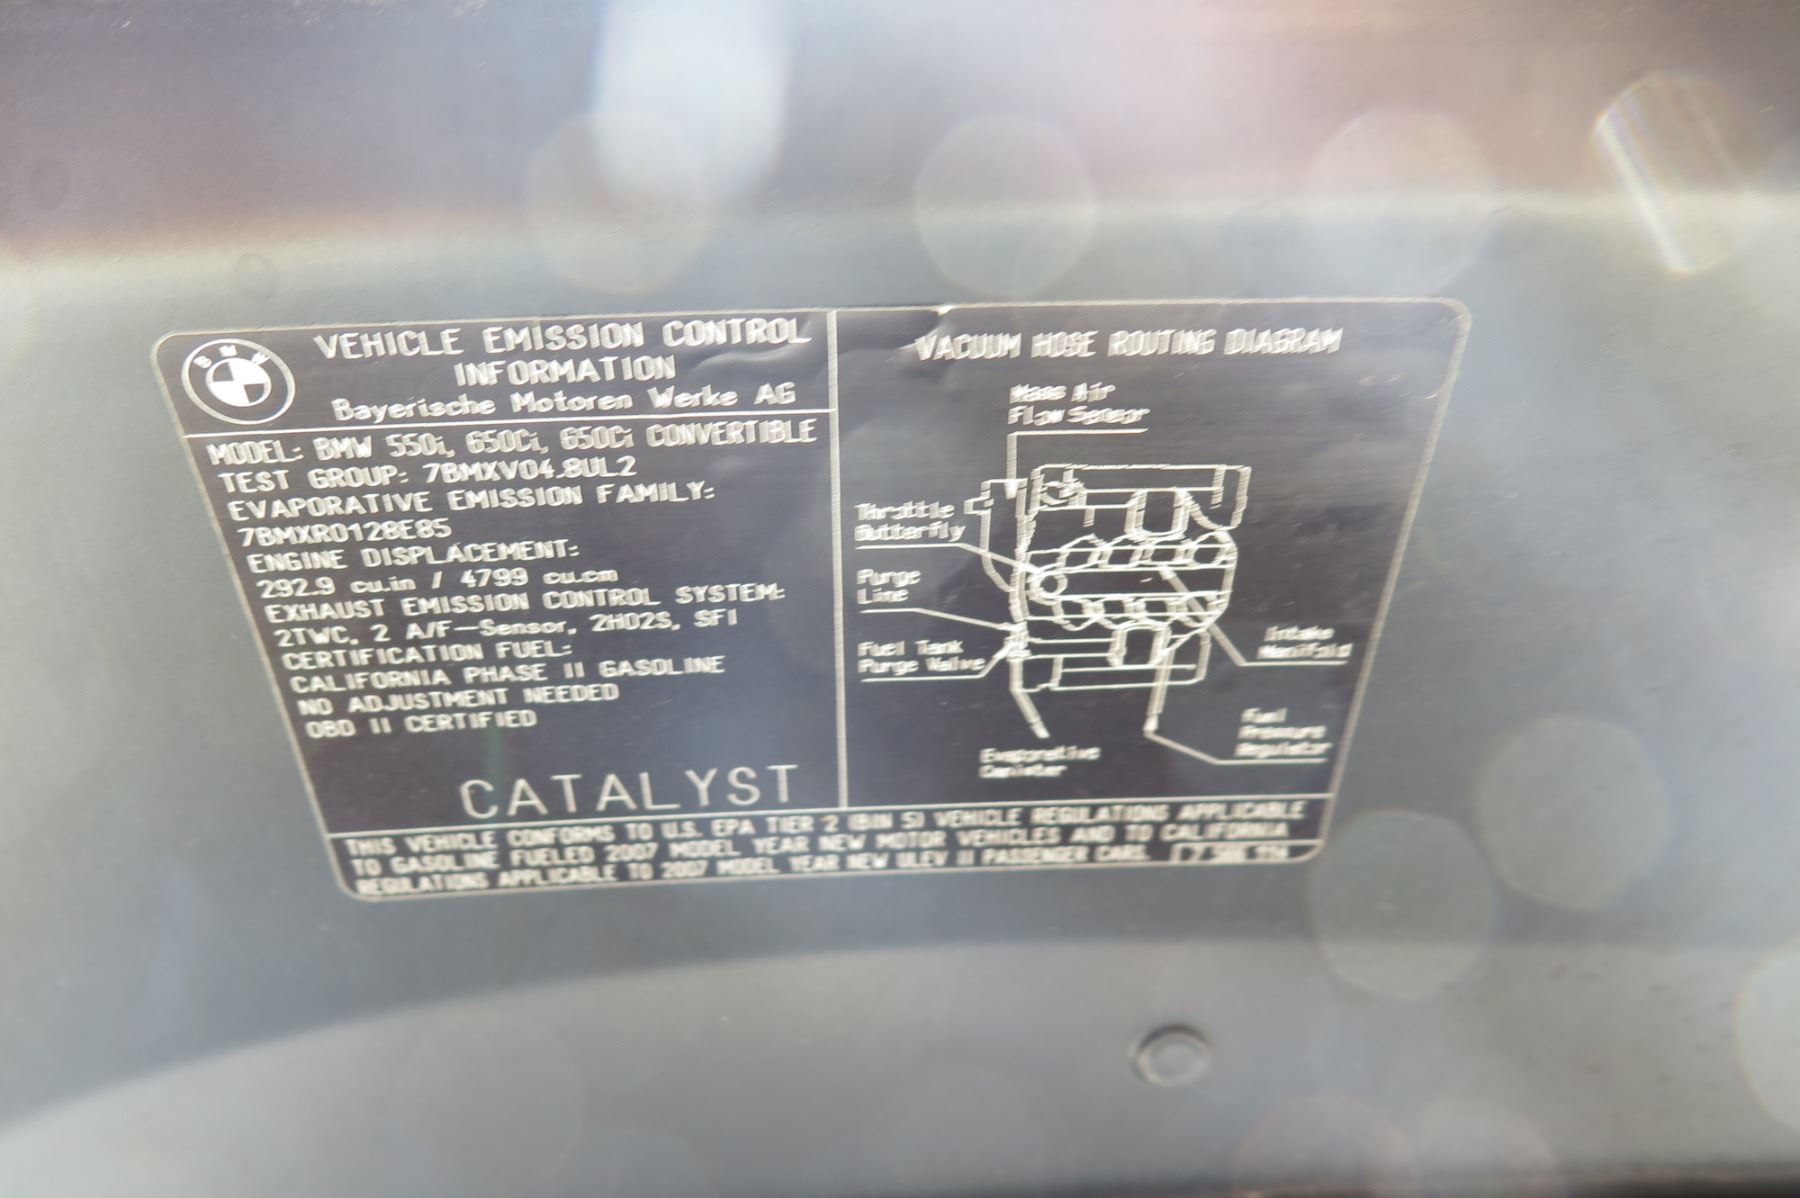 BMW
VEHICLE EMISSION CONTROL
INFORMATION
Bayerische Motoren Werke AG
MODEL: BMW 550i, 650Ci, 650Ci CONVERTIBLE
TEST GROUP: 7BMXV04.8UL2
EVAPORATIVE EMISSION FAMILY:
7BMXR0128E85
ENGINE DISPLACEMENT:
292.9 cu.in / 4799 cu.cm
EXHAUST EMISSION CONTROL SYSTEM:
2TWC, 2 A/F-Sensor, 2HO2S, SFI
CERTIFICATION FUEL:
CALIFORNIA PHASE II GASOLINE
NO ADJUSTMENT NEEDED
OBD II CERTIFIED
CATALYST
VACUUM HOSE ROUTING DIAGRAM
Mass Air
Flow Sensor
Throttle
Butterfly
Purge
Line
Fuel Tank
Purge Valve
Intake
Manifold
Fuel
Pressure
Regulator
Evaporative
Canister
THIS VEHICLE CONFORMS TO U.S. EPA TIER 2 (BIN 5) VEHICLE REGULATIONS APPLICABLE
TO GASOLINE FUELED 2007 MODEL YEAR NEW MOTOR VEHICLES AND TO CALIFORNIA
REGULATIONS APPLICABLE TO 2007 MODEL YEAR NEW ULEV II PASSENGER CARS.